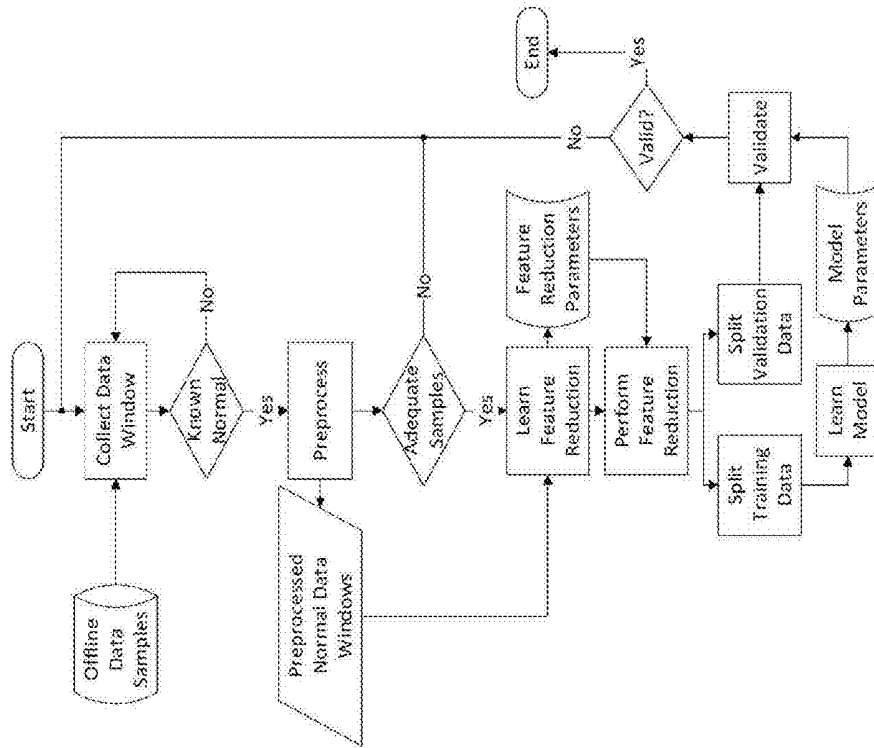 Start
Offline
Data
Samples
Collect Data
Window
Known
Normal
No
Yes
Preprocess
Preprocessed
Normal Data
Windows
Adequate
Samples
No
Yes
Learn
Feature
Reduction
Feature
Reduction
Parameters
Perform
Feature
Reduction
Split
Training
Data
Split
Validation
Data
Learn
Model
Model
Parameters
Validate
Valid?
No
Yes
End